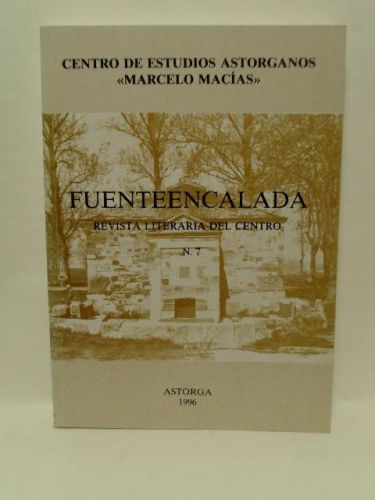 CENTRO DE ESTUDIOS ASTORGANOS
«MARCELO MACÍAS»
FUENTEENCALADA
REVISTA LITERARIA DEL CENTRO
N. 7
ASTORGA
1996